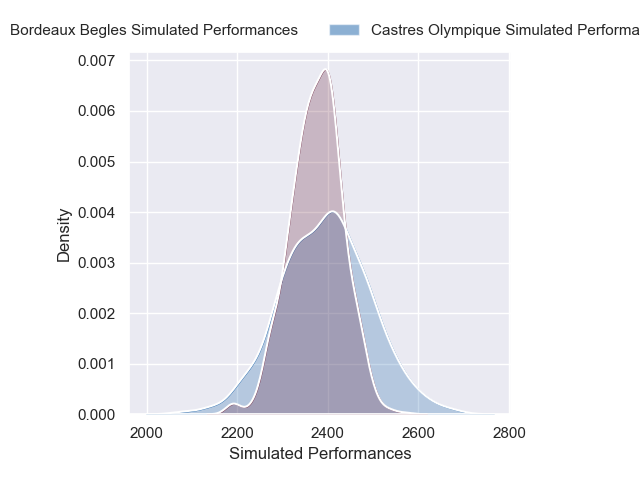 Bordeaux Begles Simulated Performances
Castres Olympique Simulated Performa
0.007
0.006
0.005
0.004
0.003
0.002
0.001
0.000
Density
2000 2200 2400 2600 2800
Simulated Performances